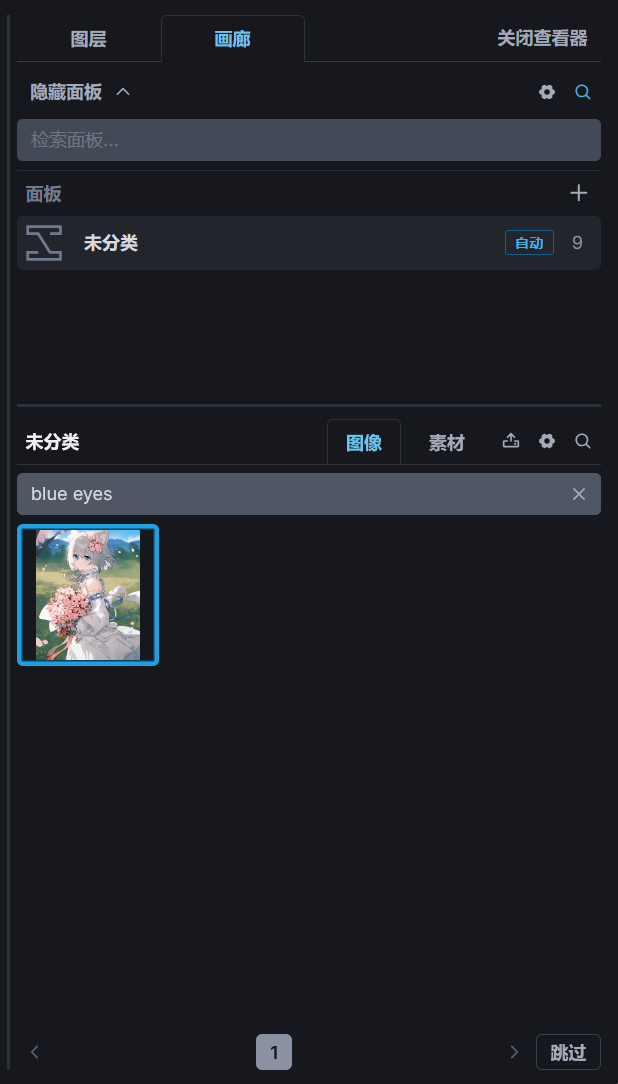 图层 画廊 关闭查看器
隐藏面板
检索面板...
面板
未分类 自动 9
未分类 图像 素材
blue eyes
1 跳过